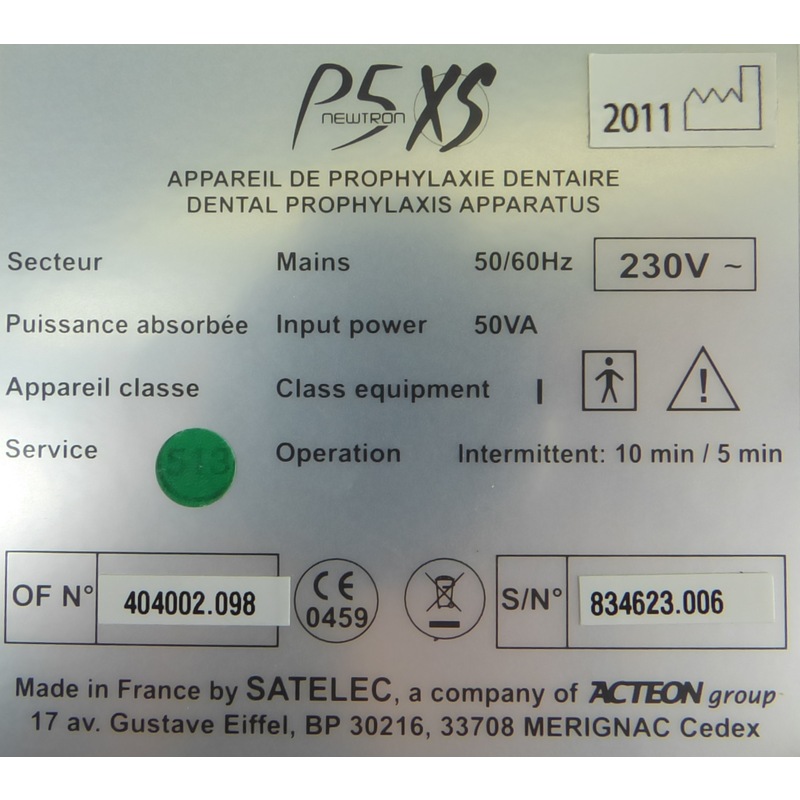 P5 XS
NEWTRON
2011
APPAREIL DE PROPHYLAXIE DENTAIRE
DENTAL PROPHYLAXIS APPARATUS
Secteur Mains 50/60Hz 230V ~
Puissance absorbée Input power 50VA
Appareil classe Class equipment I !
Service 513 Operation Intermittent: 10 min / 5 min
OF N° 404002.098 CE 0459 S/N° 834623.006
Made in France by SATELEC, a company of ACTEON group
17 av. Gustave Eiffel, BP 30216, 33708 MERIGNAC Cedex